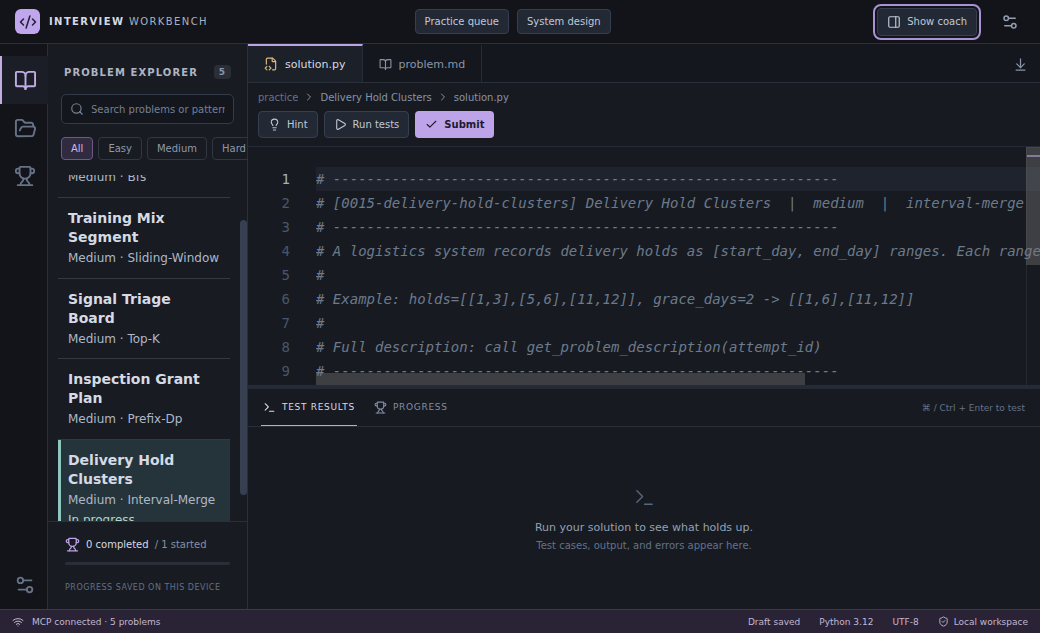 INTERVIEW WORKBENCH
Practice queue
System design
Show coach
PROBLEM EXPLORER 5
Search problems or pattern
All
Easy
Medium
Hard
Medium · Bfs
Training Mix
Segment
Medium · Sliding-Window
Signal Triage
Board
Medium · Top-K
Inspection Grant
Plan
Medium · Prefix-Dp
Delivery Hold
Clusters
Medium · Interval-Merge
In progress
0 completed / 1 started
PROGRESS SAVED ON THIS DEVICE
solution.py
problem.md
practice > Delivery Hold Clusters > solution.py
Hint
Run tests
Submit
1 # --------------------------------------------------------------
2 # [0015-delivery-hold-clusters] Delivery Hold Clusters | medium | interval-merge
3 # --------------------------------------------------------------
4 # A logistics system records delivery holds as [start_day, end_day] ranges. Each range
5 #
6 # Example: holds=[[1,3],[5,6],[11,12]], grace_days=2 -> [[1,6],[11,12]]
7 #
8 # Full description: call get_problem_description(attempt_id)
9 # --------------------------------------------------------------
TEST RESULTS
PROGRESS
⌘ / Ctrl + Enter to test
Run your solution to see what holds up.
Test cases, output, and errors appear here.
MCP connected · 5 problems
Draft saved
Python 3.12
UTF-8
Local workspace